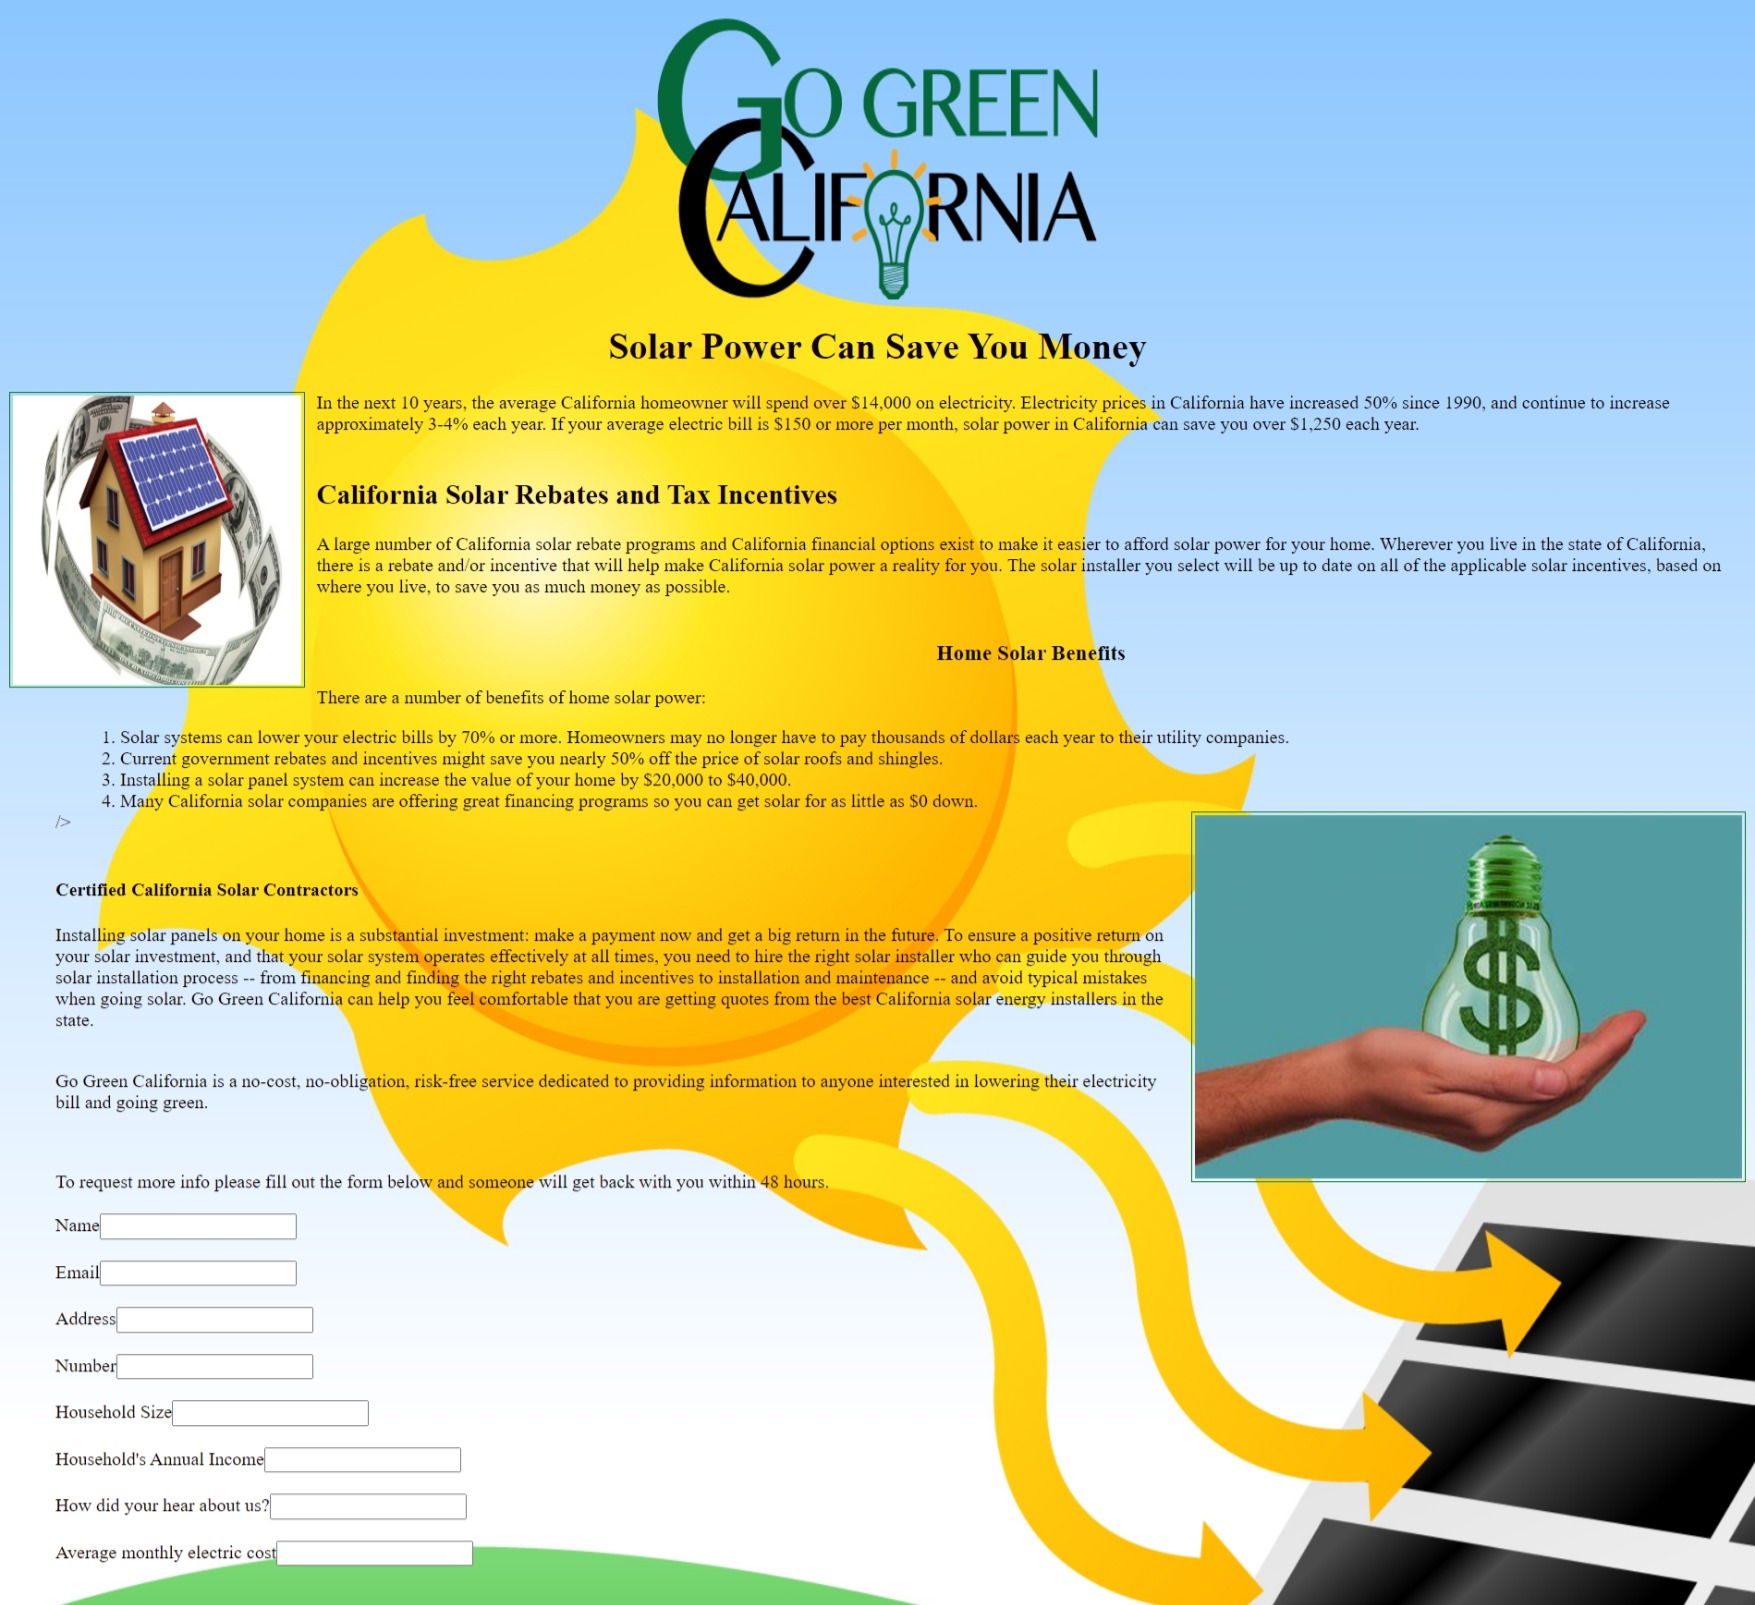 GO GREEN
CALIFORNIA
Solar Power Can Save You Money
In the next 10 years, the average California homeowner will spend over $14,000 on electricity. Electricity prices in California have increased 50% since 1990, and continue to increase
approximately 3-4% each year. If your average electric bill is $150 or more per month, solar power in California can save you over $1,250 each year.
California Solar Rebates and Tax Incentives
A large number of California solar rebate programs and California financial options exist to make it easier to afford solar power for your home. Wherever you live in the state of California,
there is a rebate and/or incentive that will help make California solar power a reality for you. The solar installer you select will be up to date on all of the applicable solar incentives, based on
where you live, to save you as much money as possible.
Home Solar Benefits
There are a number of benefits of home solar power:
1. Solar systems can lower your electric bills by 70% or more. Homeowners may no longer have to pay thousands of dollars each year to their utility companies.
2. Current government rebates and incentives might save you nearly 50% off the price of solar roofs and shingles.
3. Installing a solar panel system can increase the value of your home by $20,000 to $40,000.
4. Many California solar companies are offering great financing programs so you can get solar for as little as $0 down.
/>
Certified California Solar Contractors
Installing solar panels on your home is a substantial investment: make a payment now and get a big return in the future. To ensure a positive return on
your solar investment, and that your solar system operates effectively at all times, you need to hire the right solar installer who can guide you through
solar installation process -- from financing and finding the right rebates and incentives to installation and maintenance -- and avoid typical mistakes
when going solar. Go Green California can help you feel comfortable that you are getting quotes from the best California solar energy installers in the
state.
Go Green California is a no-cost, no-obligation, risk-free service dedicated to providing information to anyone interested in lowering their electricity
bill and going green.
$
To request more info please fill out the form below and someone will get back with you within 48 hours.
Name
Email
Address
Number
Household Size
Household's Annual Income
How did your hear about us?
Average monthly electric cost